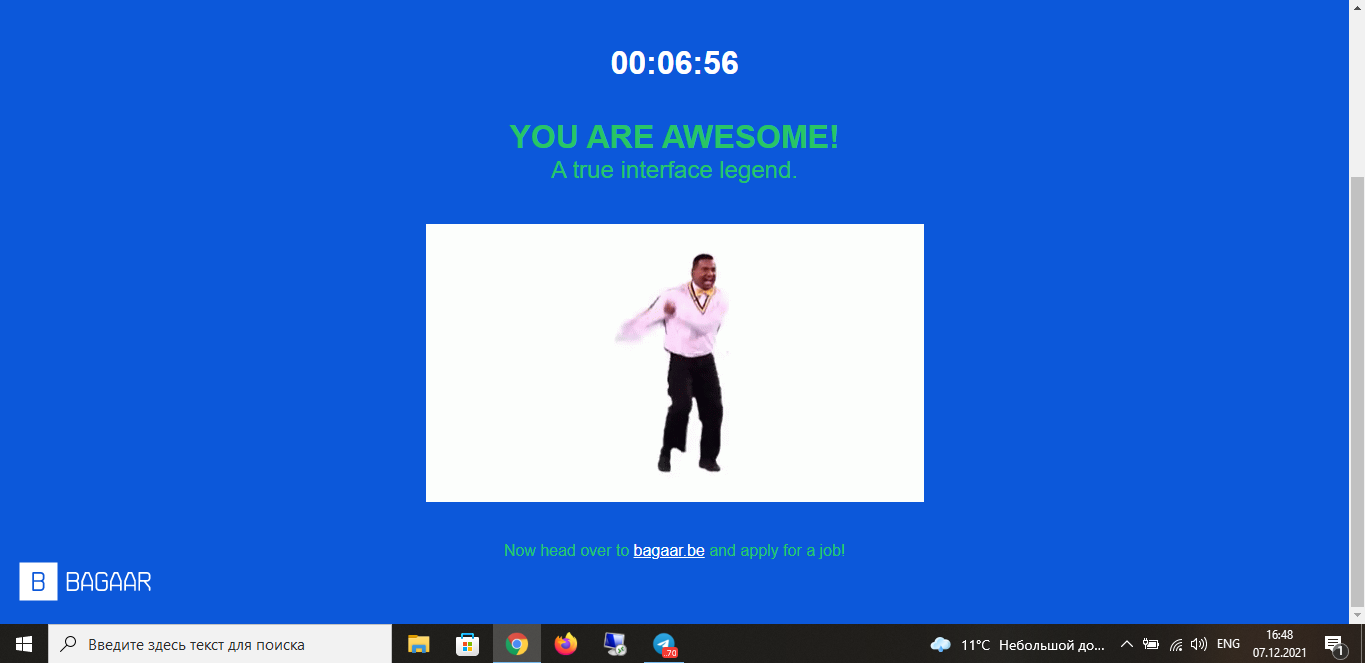 00:06:56
YOU ARE AWESOME!
A true interface legend.
Now head over to bagaar.be and apply for a job!
B BAGAAR
Введите здесь текст для поиска
.70
11°C Небольшой до...
ENG
16:48
07.12.2021
1